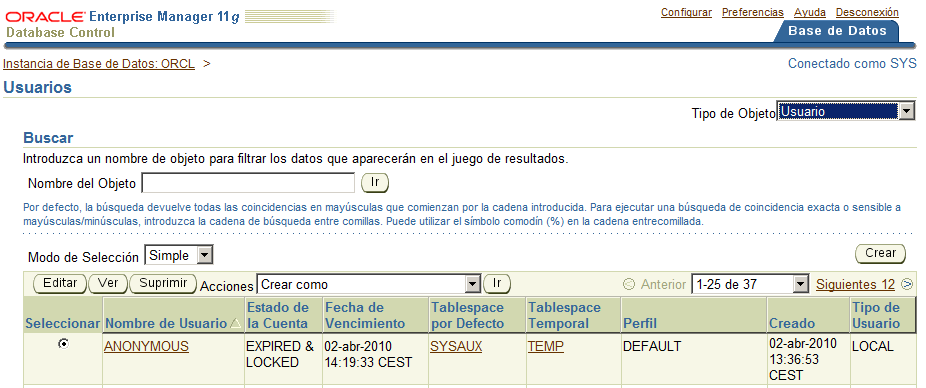 ORACLE Enterprise Manager 11g
Database Control
Configurar Preferencias Ayuda Desconexión
Base de Datos
Instancia de Base de Datos: ORCL >
Conectado como SYS
Usuarios
Tipo de Objeto Usuario
Buscar
Introduzca un nombre de objeto para filtrar los datos que aparecerán en el juego de resultados.
Nombre del Objeto Ir
Por defecto, la búsqueda devuelve todas las coincidencias en mayúsculas que comienzan por la cadena introducida. Para ejecutar una búsqueda de coincidencia exacta o sensible a
mayúsculas/minúsculas, introduzca la cadena de búsqueda entre comillas. Puede utilizar el símbolo comodín (%) en la cadena entrecomillada.
Modo de Selección Simple
Crear
Editar Ver Suprimir Acciones Crear como Ir Anterior 1-25 de 37 Siguientes 12
Seleccionar Nombre de Usuario Estado de la Cuenta Fecha de Vencimiento Tablespace por Defecto Tablespace Temporal Perfil Creado Tipo de Usuario
ANONYMOUS EXPIRED & LOCKED 02-abr-2010 14:19:33 CEST SYSAUX TEMP DEFAULT 02-abr-2010 13:36:53 CEST LOCAL